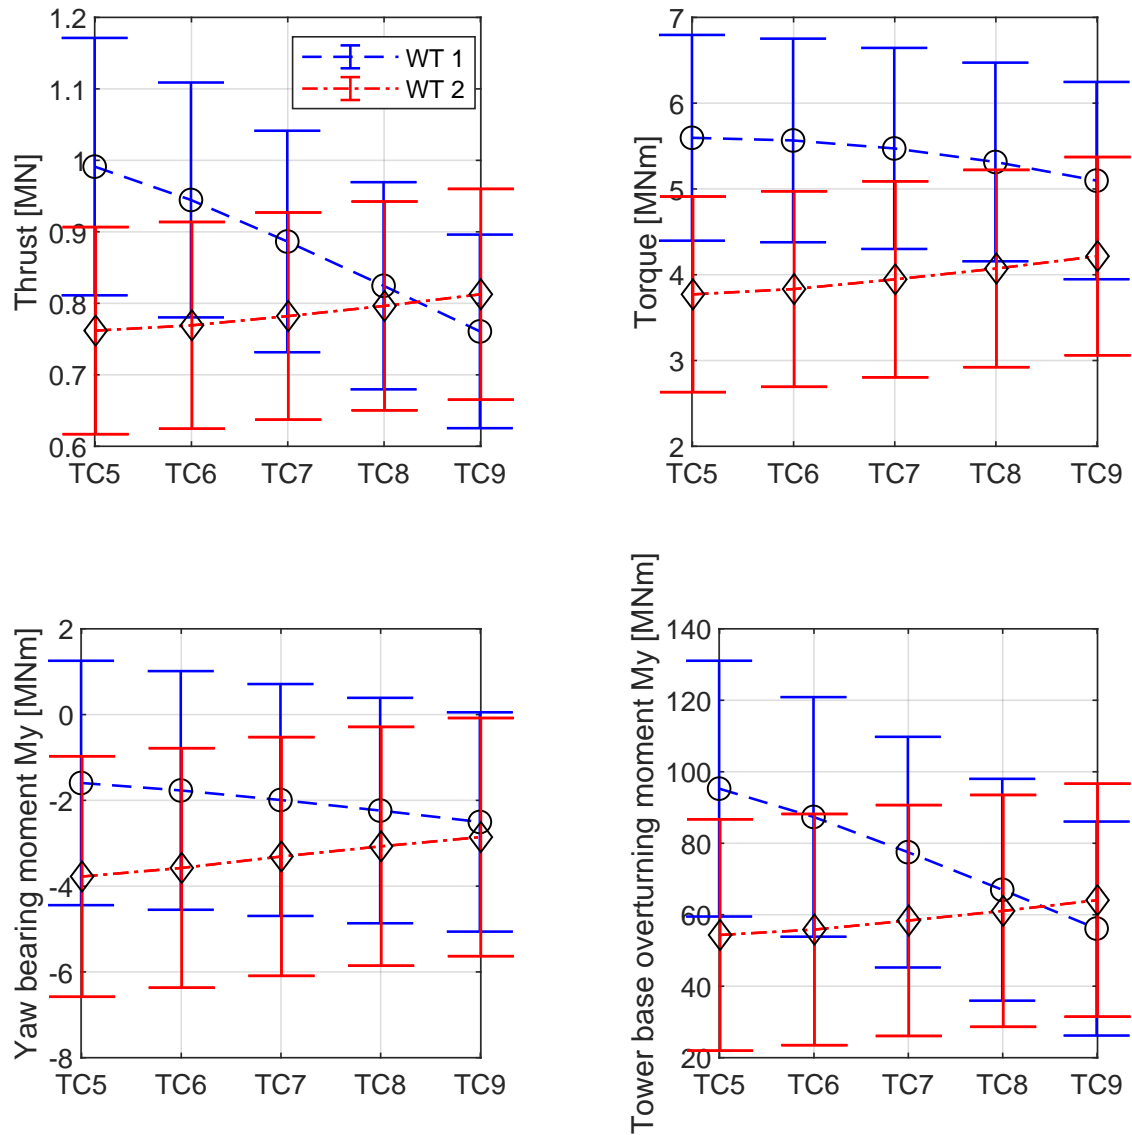 Thrust [MN]
1.2
1.1
1
0.9
0.8
0.7
0.6
TC5 TC6 TC7 TC8 TC9
WT 1
WT 2
Torque [MNm]
7
6
5
4
3
2
TC5 TC6 TC7 TC8 TC9
Yaw bearing moment My [MNm]
2
0
-2
-4
-6
-8
TC5 TC6 TC7 TC8 TC9
Tower base overturning moment My [MNm]
140
120
100
80
60
40
20
TC5 TC6 TC7 TC8 TC9